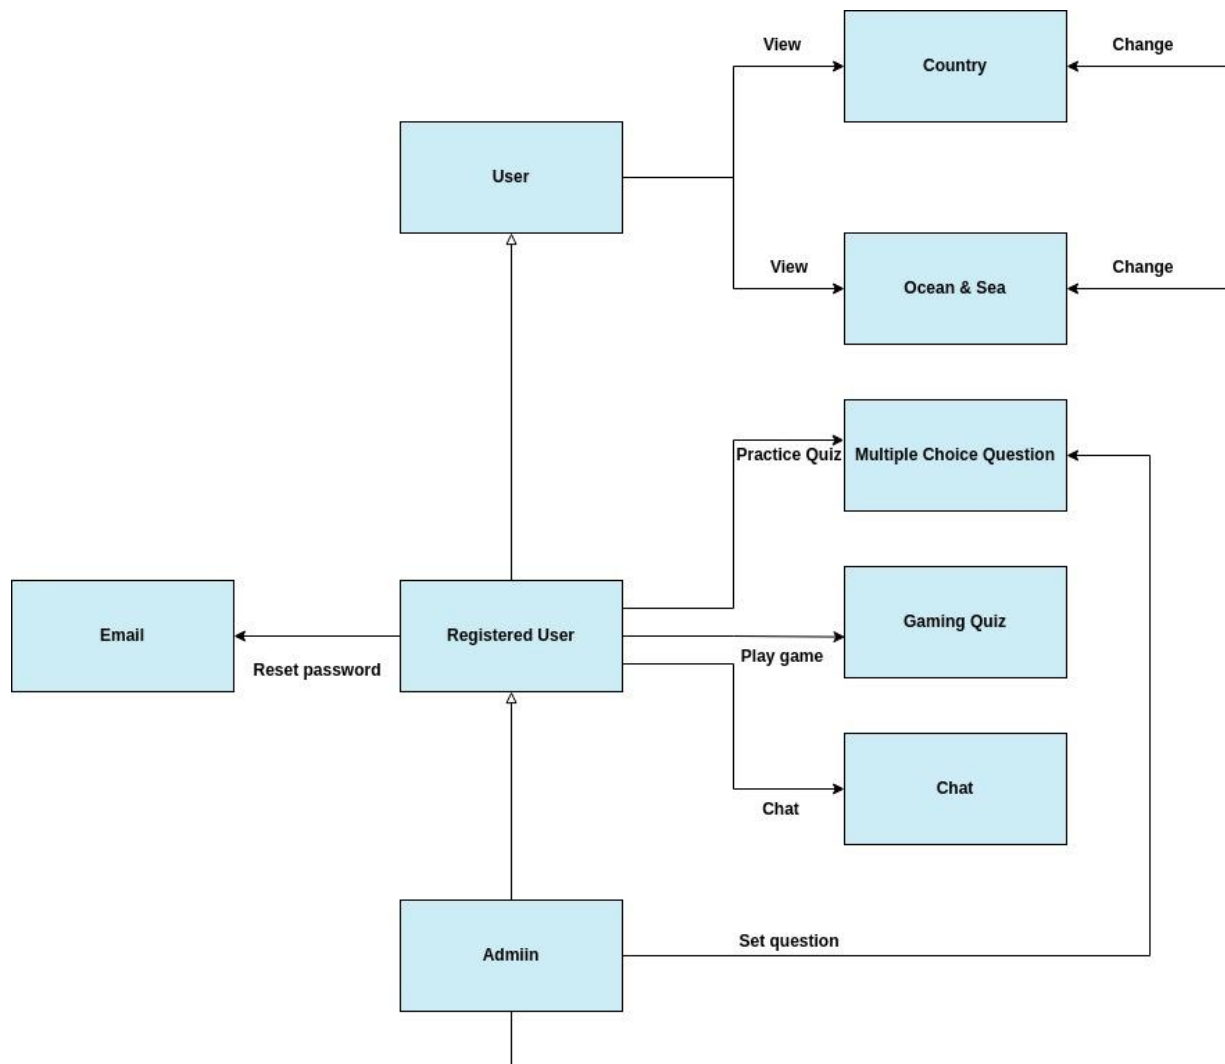 View
Country
Change
User
View
Ocean & Sea
Change
Practice Quiz
Multiple Choice Question
Gaming Quiz
Email
Registered User
Play game
Reset password
Chat
Chat
Admiin
Set question